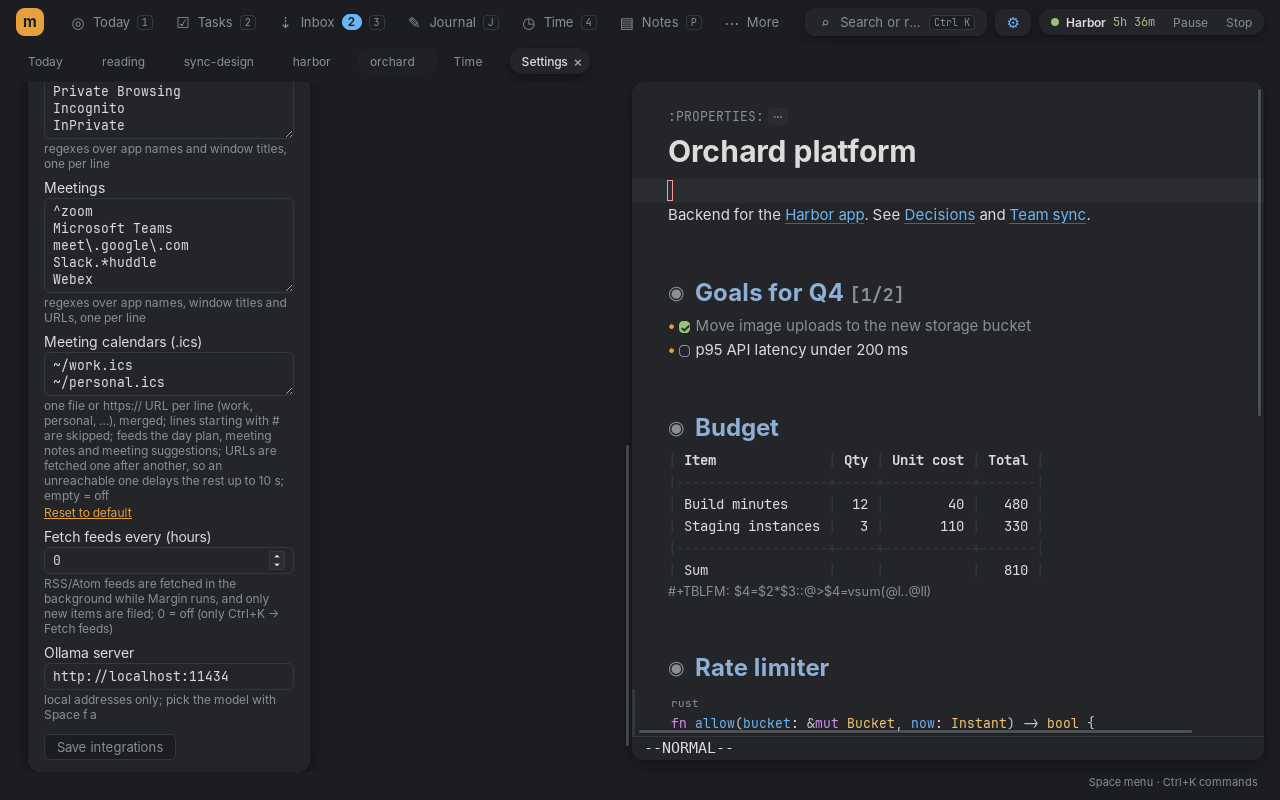 m
Today 1
Tasks 2
Inbox 2 3
Journal J
Time 4
Notes P
More
Search or r… Ctrl K
Harbor 5h 36m Pause Stop
Today reading sync-design harbor orchard Time Settings ×
Private Browsing
Incognito
InPrivate
regexes over app names and window titles,
one per line
Meetings
^zoom
Microsoft Teams
meet\.google\.com
Slack.*huddle
Webex
regexes over app names, window titles and
URLs, one per line
Meeting calendars (.ics)
~/work.ics
~/personal.ics
one file or https:// URL per line (work,
personal, …), merged; lines starting with #
are skipped; feeds the day plan, meeting
notes and meeting suggestions; URLs are
fetched one after another, so an
unreachable one delays the rest up to 10 s;
empty = off
Reset to default
Fetch feeds every (hours)
0
RSS/Atom feeds are fetched in the
background while Margin runs, and only
new items are filed; 0 = off (only Ctrl+K →
Fetch feeds)
Ollama server
http://localhost:11434
local addresses only; pick the model with
Space f a
Save integrations
:PROPERTIES: …
Orchard platform
Backend for the Harbor app. See Decisions and Team sync.
Goals for Q4 [1/2]
Move image uploads to the new storage bucket
p95 API latency under 200 ms
Budget
| Item | Qty | Unit cost | Total |
|-----------------+-----+-----------+-------|
| Build minutes | 12 | 40 | 480 |
| Staging instances | 3 | 110 | 330 |
|-----------------+-----+-----------+-------|
| Sum | | | 810 |
#+TBLFM: $4=$2*$3::@>$4=vsum(@I..@II)
Rate limiter
rust
fn allow(bucket: &mut Bucket, now: Instant) -> bool {
--NORMAL--
Space menu · Ctrl+K commands